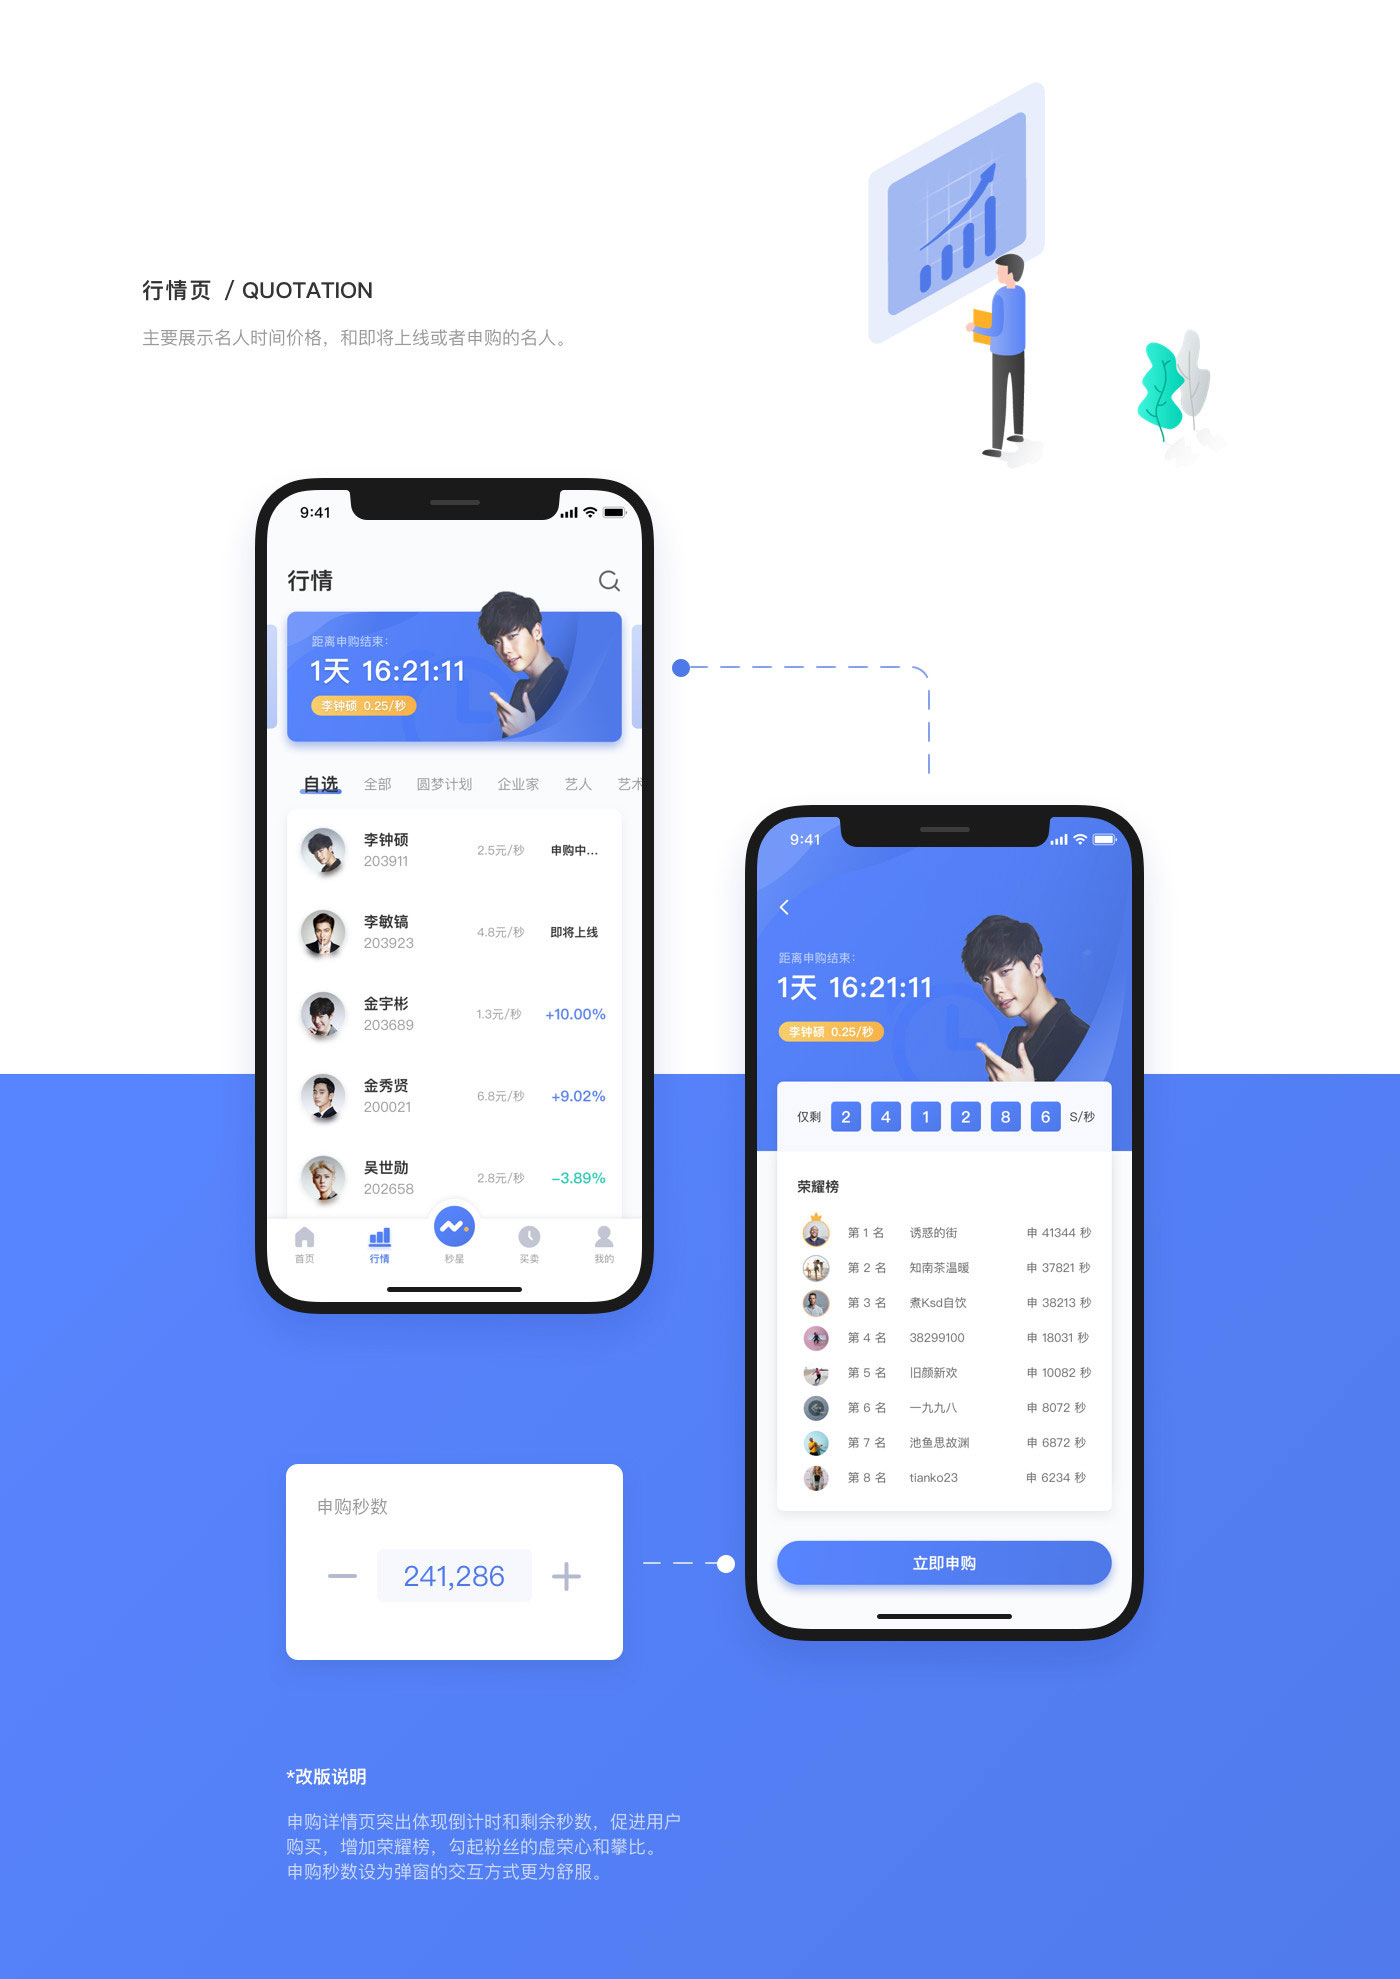 行情页 / QUOTATION
主要展示名人时间价格，和即将上线或者申购的名人。
9:41
行情
距离申购结束：
1天 16:21:11
李钟硕 0.25/秒
自选 全部 圆梦计划 企业家 艺人 艺术
李钟硕
203911
2.5元/秒 申购中...
李敏镐
203923
4.8元/秒 即将上线
金宇彬
203689
1.3元/秒 +10.00%
金秀贤
200021
6.8元/秒 +9.02%
吴世勋
202658
2.8元/秒 -3.89%
首页 行情 秒星 买卖 我的
9:41
距离申购结束：
1天 16:21:11
李钟硕 0.25/秒
仅剩 2 4 1 2 8 6 S/秒
荣耀榜
第 1 名 诱惑的街 申 41344 秒
第 2 名 知南茶温暖 申 37821 秒
第 3 名 煮Ksd自饮 申 38213 秒
第 4 名 38299100 申 18031 秒
第 5 名 旧颜新欢 申 10082 秒
第 6 名 一九九八 申 8072 秒
第 7 名 池鱼思故渊 申 6872 秒
第 8 名 tianko23 申 6234 秒
立即申购
申购秒数
241,286
*改版说明
申购详情页突出体现倒计时和剩余秒数，促进用户
购买，增加荣耀榜，勾起粉丝的虚荣心和攀比。
申购秒数设为弹窗的交互方式更为舒服。